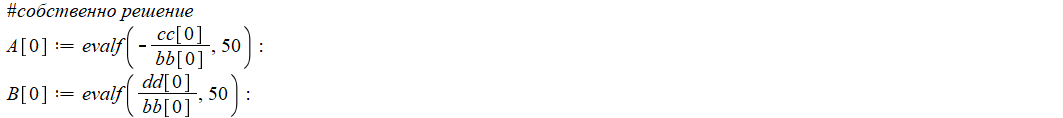 #собственно решение
A[0] := evalf(-cc[0]/bb[0], 50) :
B[0] := evalf(dd[0]/bb[0], 50) :